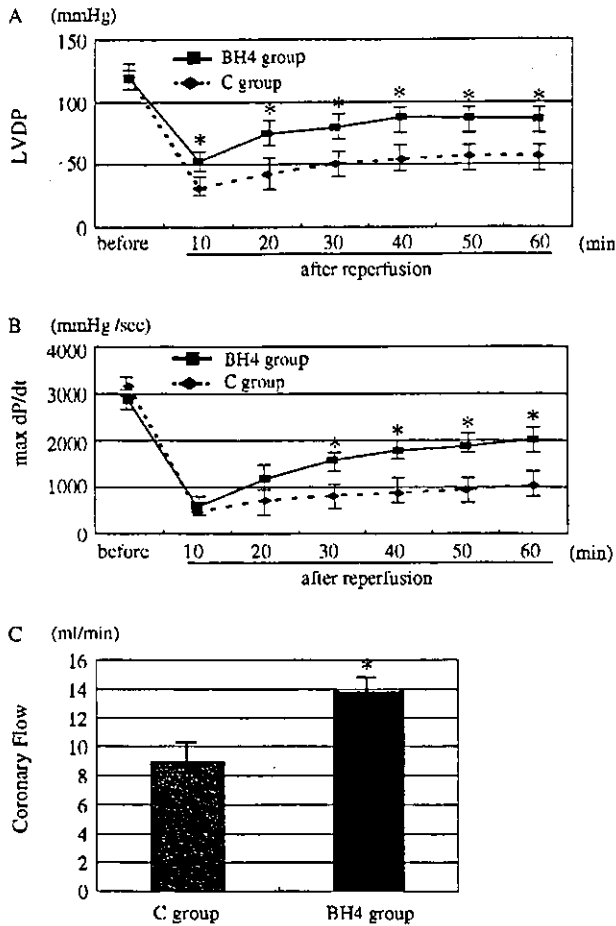 A (mmHg)
150
BH4 group
C group
100
50
0
LVDP
* * * * * *
before 10 20 30 40 50 60 (min)
after reperfusion
B (mmHg /sec)
4000
BH4 group
C group
3000
2000
1000
0
max dP/dt
* * * *
before 10 20 30 40 50 60 (min)
after reperfusion
C (ml/min)
16
14
12
10
8
6
4
2
0
Coronary Flow
*
C group BH4 group